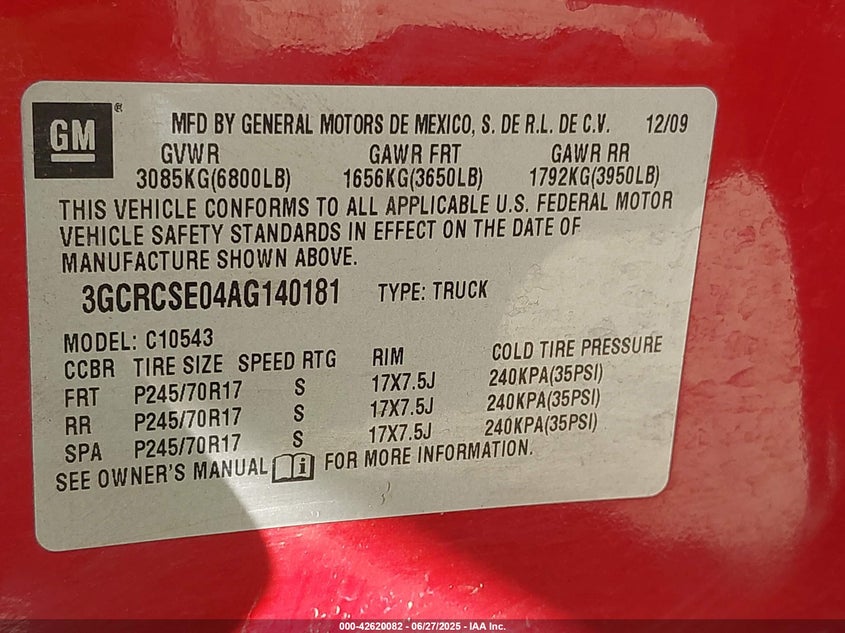 GM®
MFD BY GENERAL MOTORS DE MEXICO, S. DE R.L. DE C.V. 12/09
GVWR GAWR FRT GAWR RR
3085KG(6800LB) 1656KG(3650LB) 1792KG(3950LB)
THIS VEHICLE CONFORMS TO ALL APPLICABLE U.S. FEDERAL MOTOR
VEHICLE SAFETY STANDARDS IN EFFECT ON THE DATE OF
MANUFACTURE SHOWN ABOVE.
3GCRCSE04AG140181 TYPE: TRUCK
MODEL: C10543
CCBR TIRE SIZE SPEED RTG RIM COLD TIRE PRESSURE
FRT P245/70R17 S 17X7.5J 240KPA(35PSI)
RR P245/70R17 S 17X7.5J 240KPA(35PSI)
SPA P245/70R17 S 17X7.5J 240KPA(35PSI)
SEE OWNER'S MANUAL i FOR MORE INFORMATION.
000-42620082 - 06/27/2025 - IAA Inc.